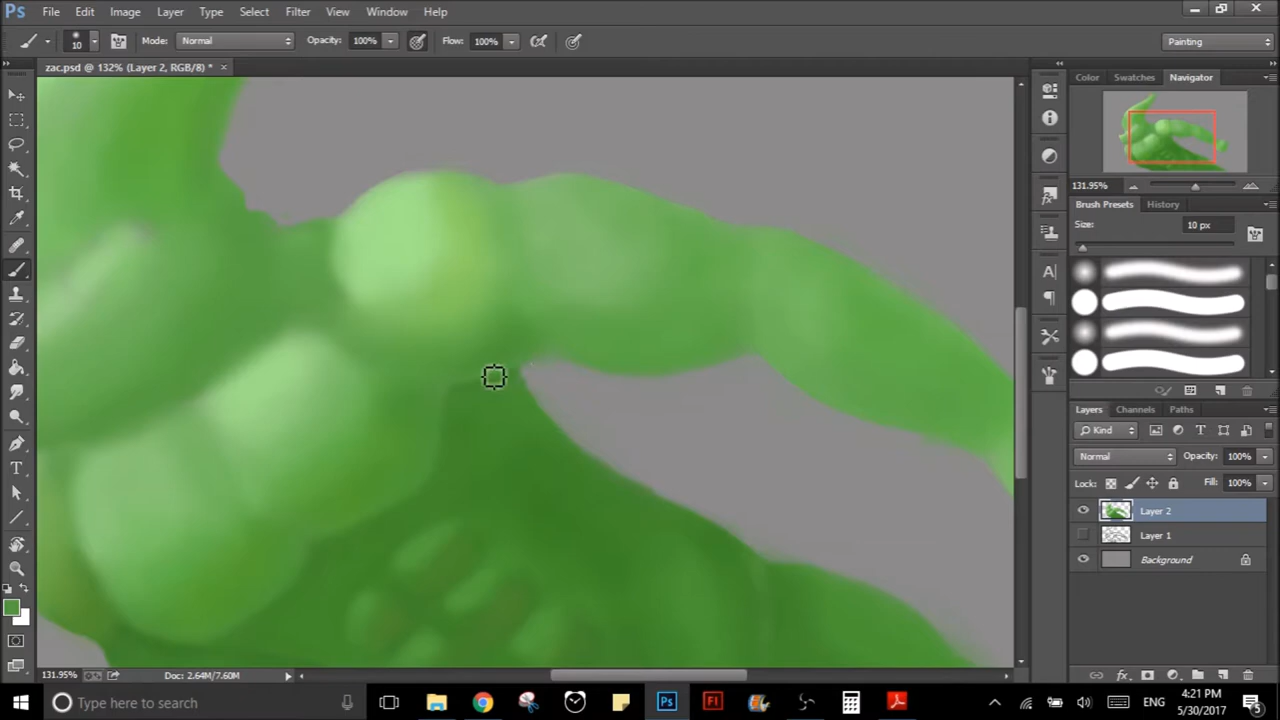 Ps File Edit Image Layer Type Select Filter View Window Help
10 Mode: Normal Opacity: 100% Flow: 100% Painting
zac.psd @ 132% (Layer 2, RGB/8) * ×
Color Swatches Navigator
131.95%
Brush Presets History
Size: 10 px
Layers Channels Paths
Kind
Normal Opacity: 100%
Lock: Fill: 100%
Layer 2
Layer 1
Background
131.95% Doc: 2.64M/7.60M
Type here to search
Ps Fl ENG 4:21 PM
5/30/2017 5